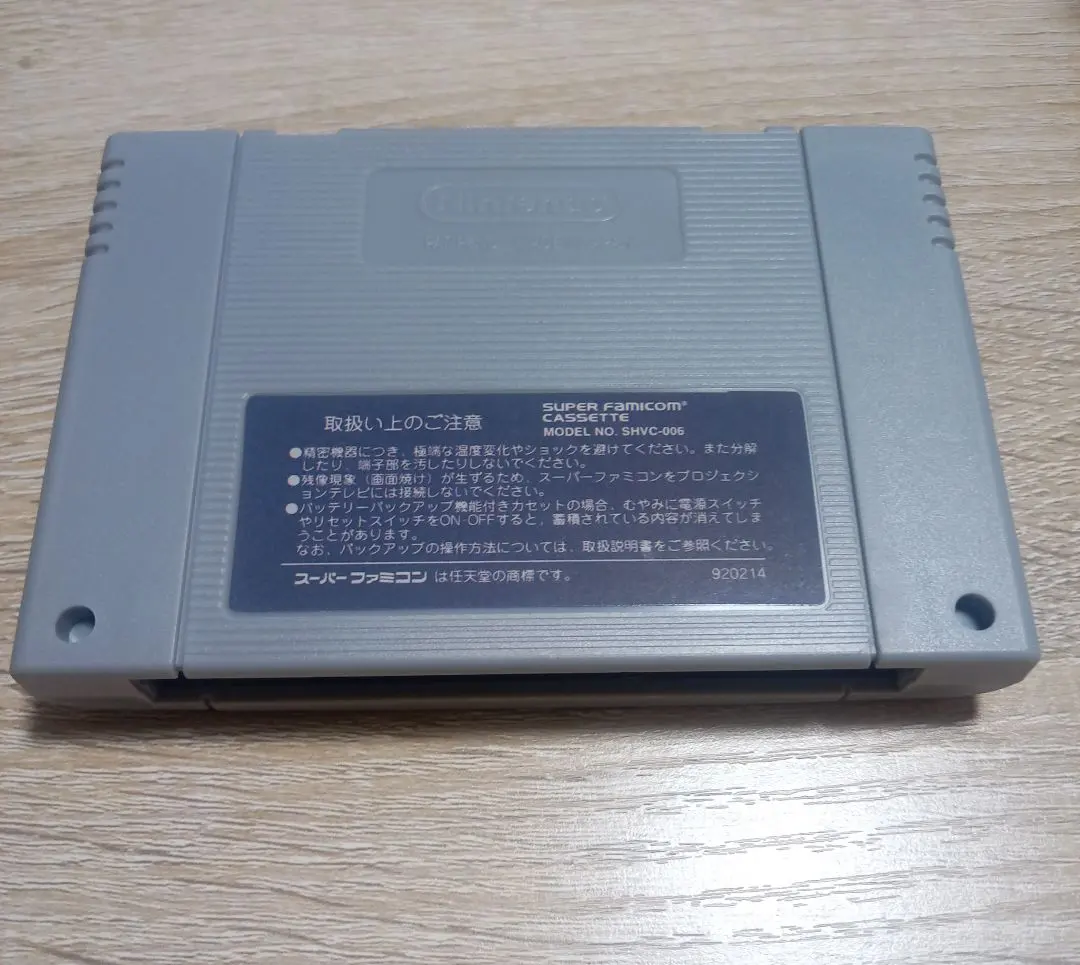 Nintendo
取扱い上のご注意
SUPER FAMICOM®
CASSETTE
MODEL NO. SHVC-006
●精密機器につき、極端な温度変化やショックを避けてください。また分解
したり、端子部を汚したりしないでください。
●残像現象（画面焼け）が生ずるため、スーパーファミコンをプロジェクシ
ョンテレビには接続しないでください。
●バッテリーバックアップ機能付きカセットの場合、むやみに電源スイッチ
やリセットスイッチをON・OFFすると、蓄積されている内容が消えてしま
うことがあります。
なお、バックアップの操作方法については、取扱説明書をご参照ください。
スーパーファミコン は任天堂の商標です。
920214